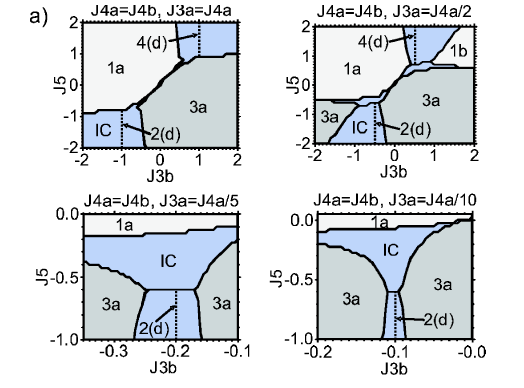 a)
J4a=J4b, J3a=J4a
J4a=J4b, J3a=J4a/2
2
1
0
-1
-2
J5
4(d)
1a
3a
IC
2(d)
-2 -1 0 1 2
J3b
2
1
0
-1
-2
J5
4(d)
1b
1a
3a
3a
IC
2(d)
-2 -1 0 1 2
J3b
J4a=J4b, J3a=J4a/5
J4a=J4b, J3a=J4a/10
0.0
-0.5
-1.0
J5
1a
IC
3a
3a
2(d)
-0.3 -0.2 -0.1
J3b
0.0
-0.5
-1.0
J5
1a
IC
3a
3a
2(d)
-0.2 -0.1 0.0
J3b